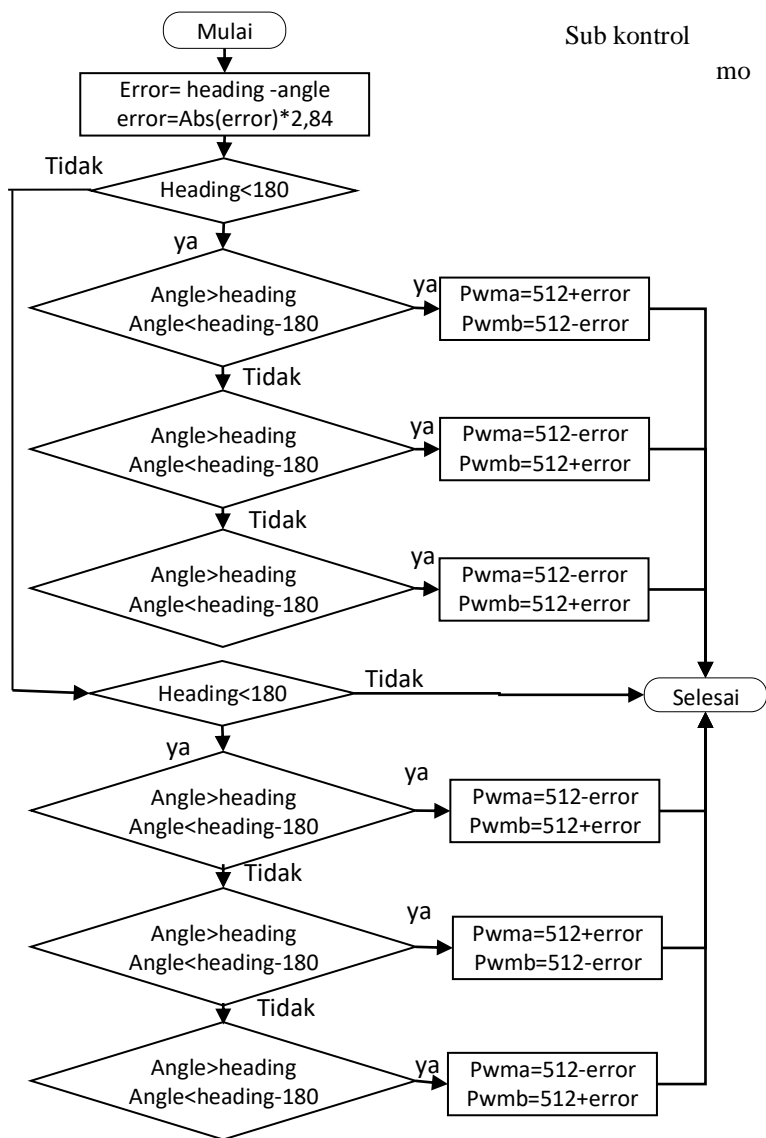 Mulai
Sub kontrol
mo
Error= heading -angle
error=Abs(error)*2,84
Tidak
Heading<180
ya
Angle>heading
Angle<heading-180
ya
Pwma=512+error
Pwmb=512-error
Tidak
Angle>heading
Angle<heading-180
ya
Pwma=512-error
Pwmb=512+error
Tidak
Angle>heading
Angle<heading-180
ya
Pwma=512-error
Pwmb=512+error
Heading<180
Tidak
Selesai
ya
Angle>heading
Angle<heading-180
ya
Pwma=512-error
Pwmb=512+error
Tidak
Angle>heading
Angle<heading-180
ya
Pwma=512+error
Pwmb=512-error
Tidak
Angle>heading
Angle<heading-180
ya
Pwma=512-error
Pwmb=512+error